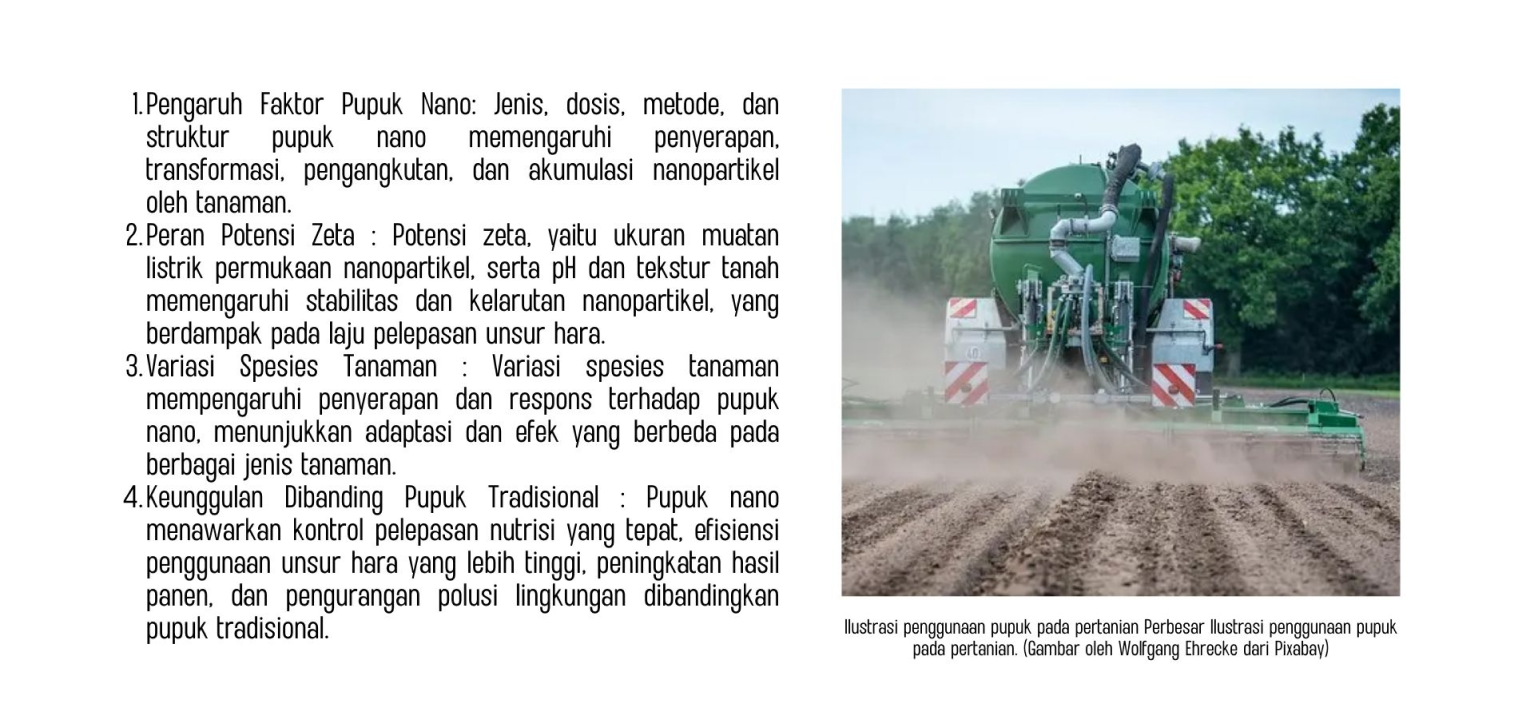 1. Pengaruh Faktor Pupuk Nano: Jenis, dosis, metode, dan
struktur pupuk nano memengaruhi penyerapan,
transformasi, pengangkutan, dan akumulasi nanopartikel
oleh tanaman.
2. Peran Potensi Zeta : Potensi zeta, yaitu ukuran muatan
listrik permukaan nanopartikel, serta pH dan tekstur tanah
memengaruhi stabilitas dan kelarutan nanopartikel, yang
berdampak pada laju pelepasan unsur hara.
3. Variasi Spesies Tanaman : Variasi spesies tanaman
mempengaruhi penyerapan dan respons terhadap pupuk
nano, menunjukkan adaptasi dan efek yang berbeda pada
berbagai jenis tanaman.
4. Keunggulan Dibanding Pupuk Tradisional : Pupuk nano
menawarkan kontrol pelepasan nutrisi yang tepat, efisiensi
penggunaan unsur hara yang lebih tinggi, peningkatan hasil
panen, dan pengurangan polusi lingkungan dibandingkan
pupuk tradisional.
40
Ilustrasi penggunaan pupuk pada pertanian Perbesar Ilustrasi penggunaan pupuk
pada pertanian. (Gambar oleh Wolfgang Ehrecke dari Pixabay)